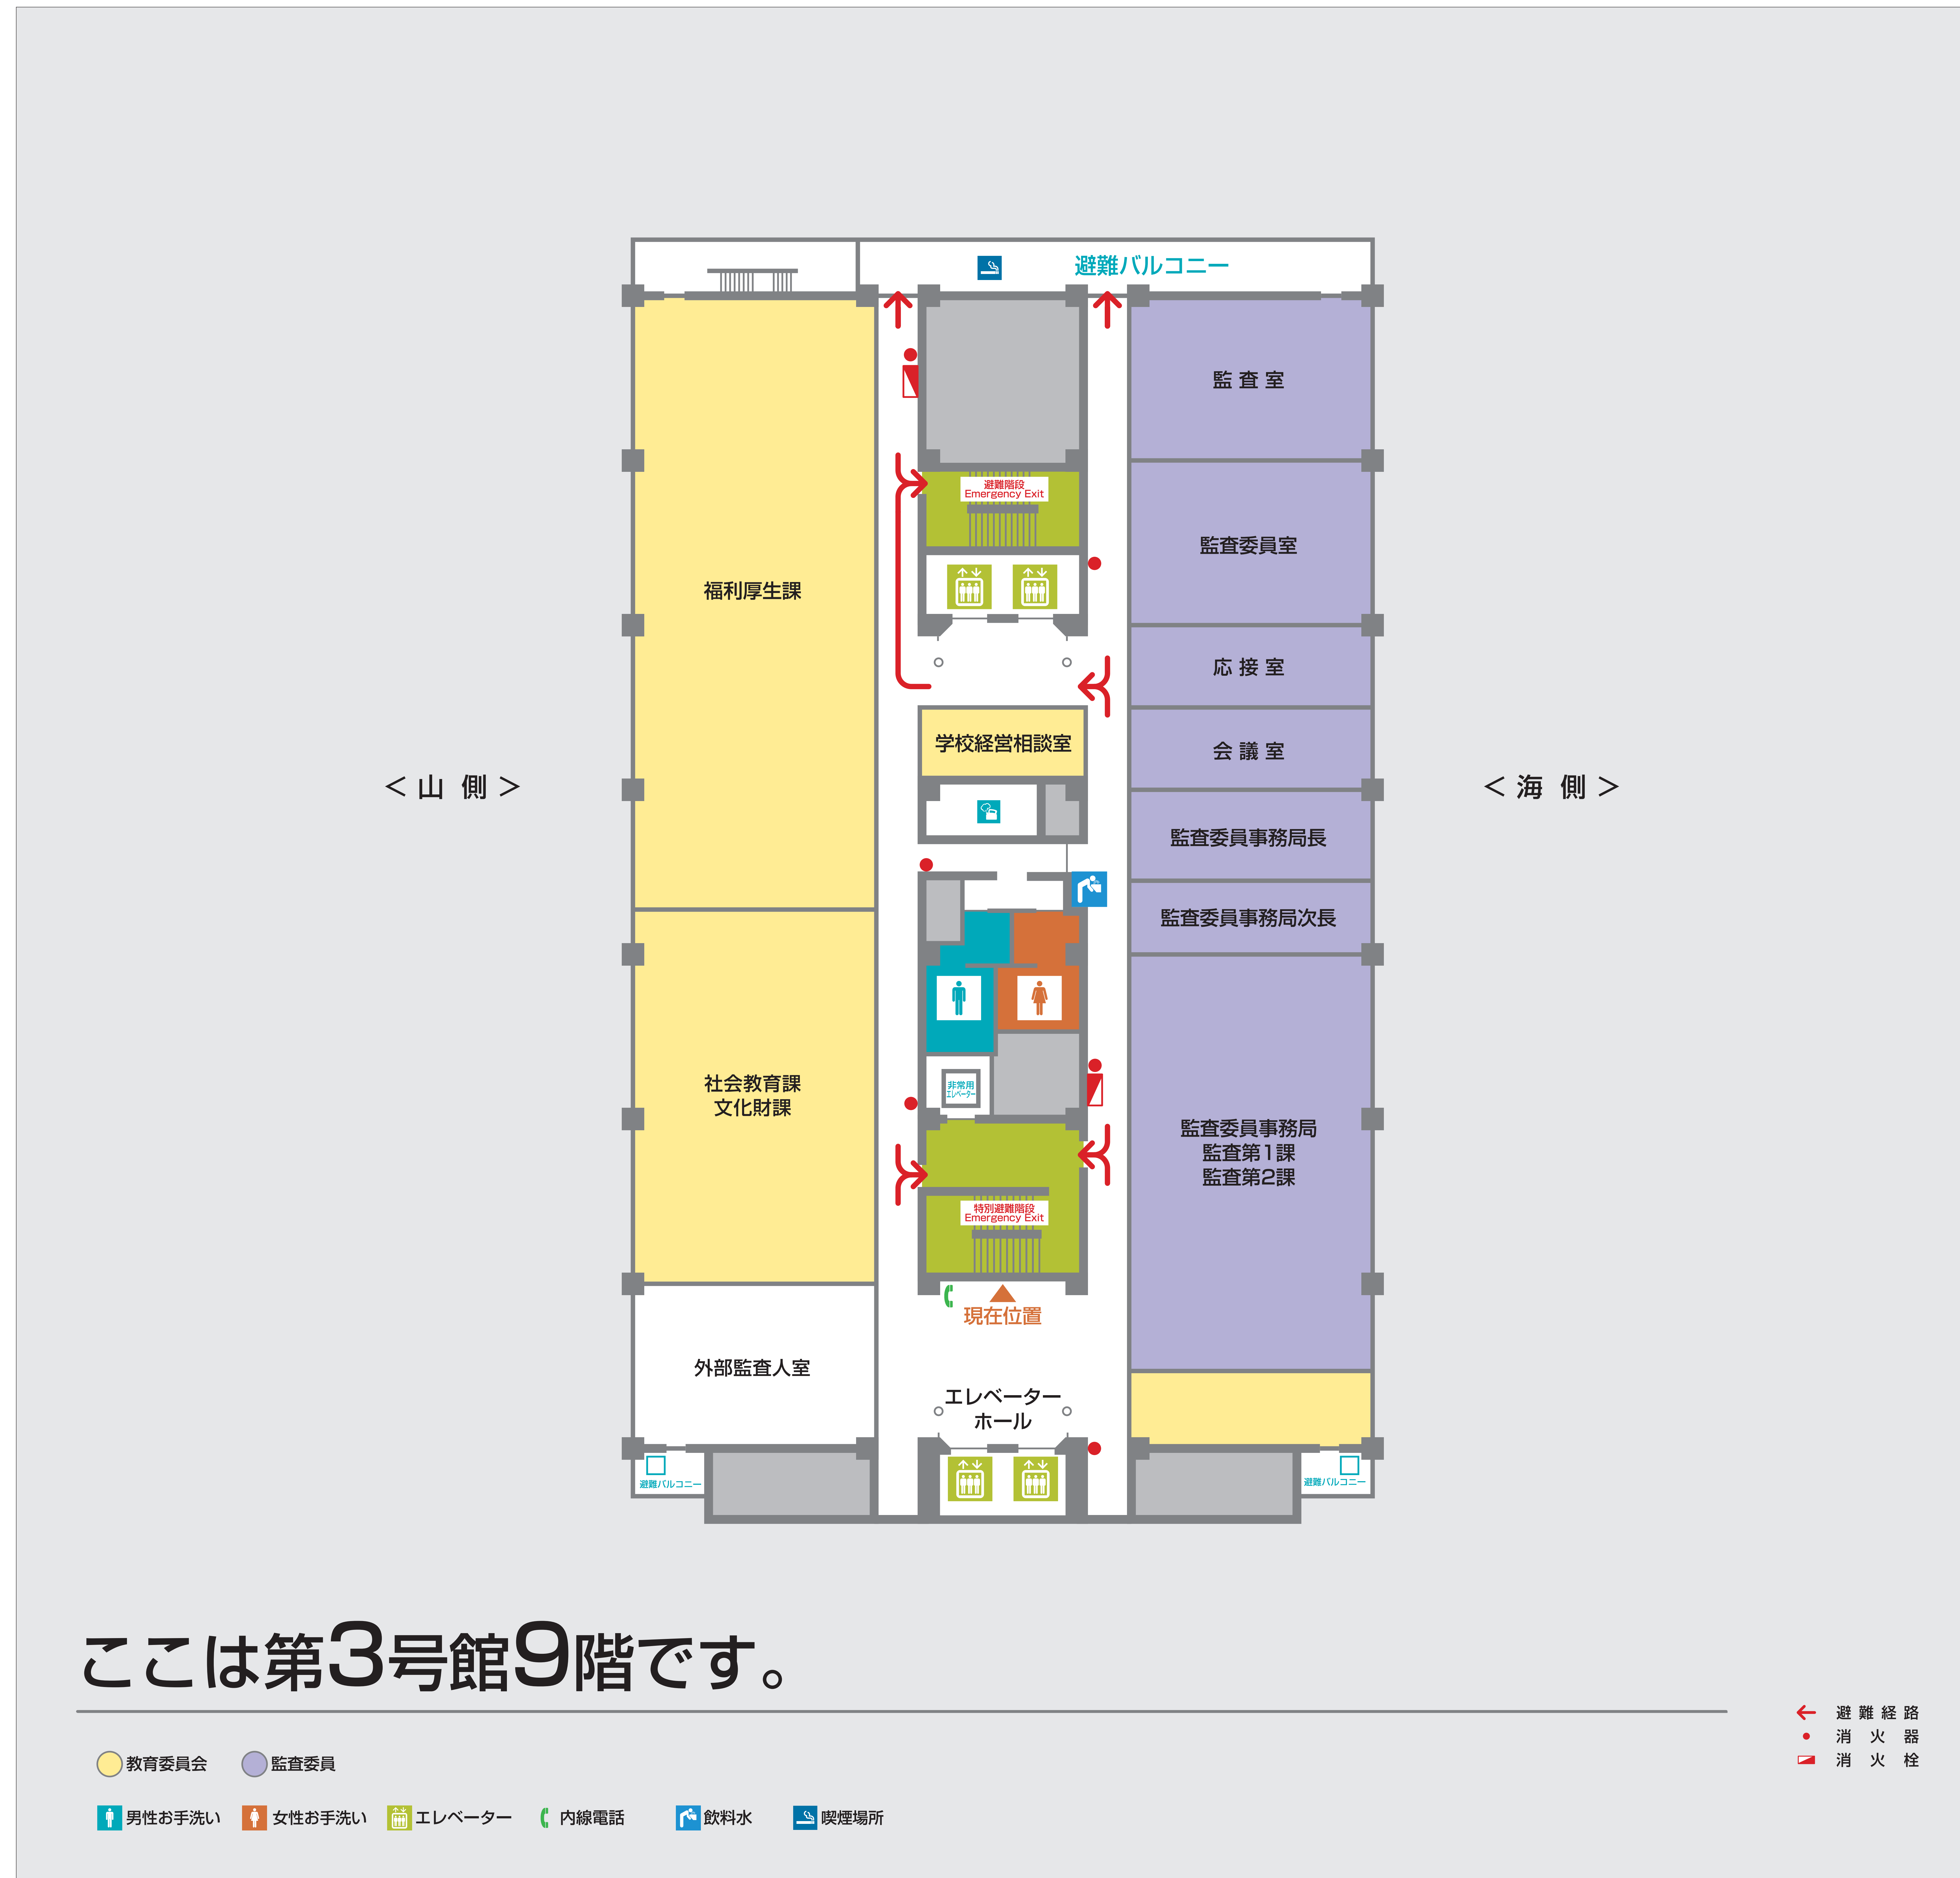 避難バルコニー
監査室
避難階段
Emergency Exit
監査委員室
福利厚生課
応接室
学校経営相談室
会議室
＜山 側＞
＜海 側＞
監査委員事務局長
監査委員事務局次長
社会教育課
文化財課
非常用
エレベーター
監査委員事務局
監査第1課
監査第2課
特別避難階段
Emergency Exit
現在位置
外部監査人室
エレベーター
ホール
避難バルコニー
避難バルコニー
ここは第3号館9階です。
避難経路
消火器
消火栓
教育委員会
監査委員
男性お手洗い
女性お手洗い
エレベーター
内線電話
飲料水
喫煙場所